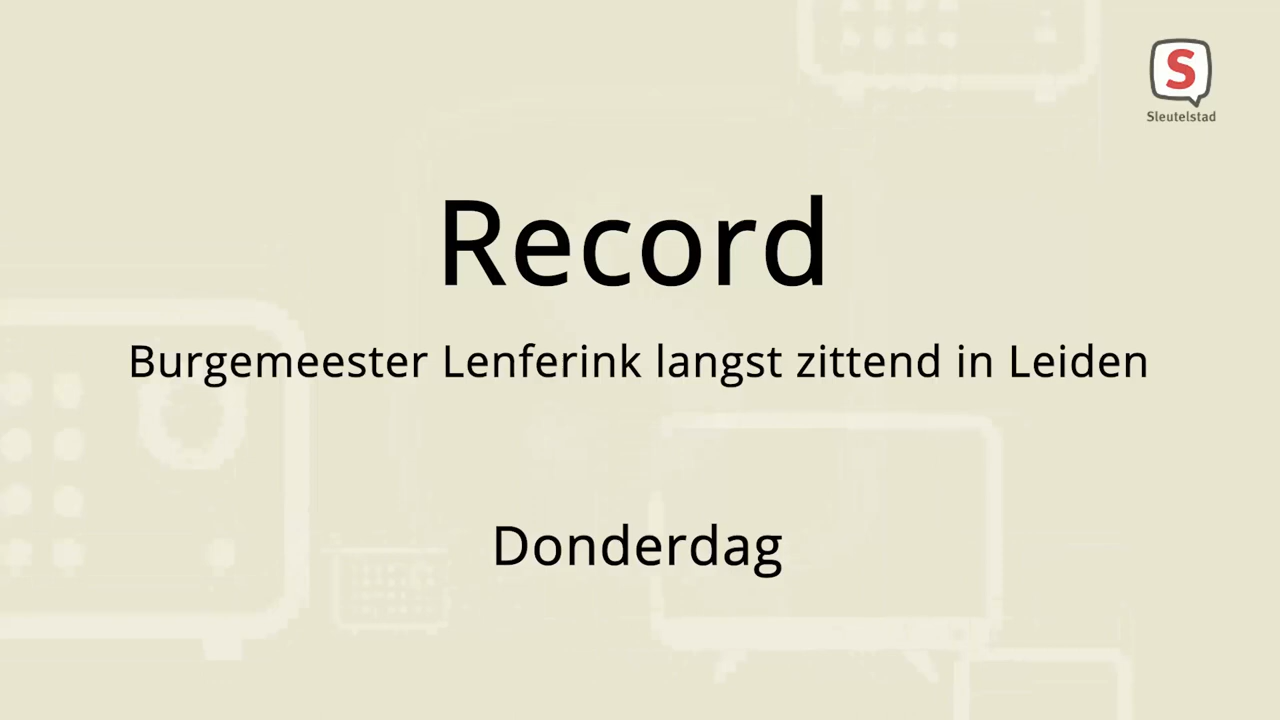 S
Sleutelstad
Record
Burgemeester Lenferink langst zittend in Leiden
Donderdag